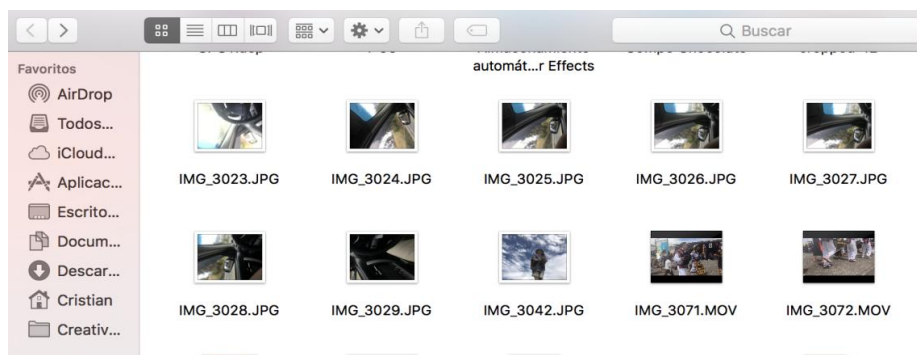 Buscar
Favoritos
automát...r Effects
AirDrop
Todos...
iCloud...
Aplicac...
Escrito...
Docum...
Descar...
Cristian
Creativ...
IMG_3023.JPG
IMG_3024.JPG
IMG_3025.JPG
IMG_3026.JPG
IMG_3027.JPG
IMG_3028.JPG
IMG_3029.JPG
IMG_3042.JPG
IMG_3071.MOV
IMG_3072.MOV